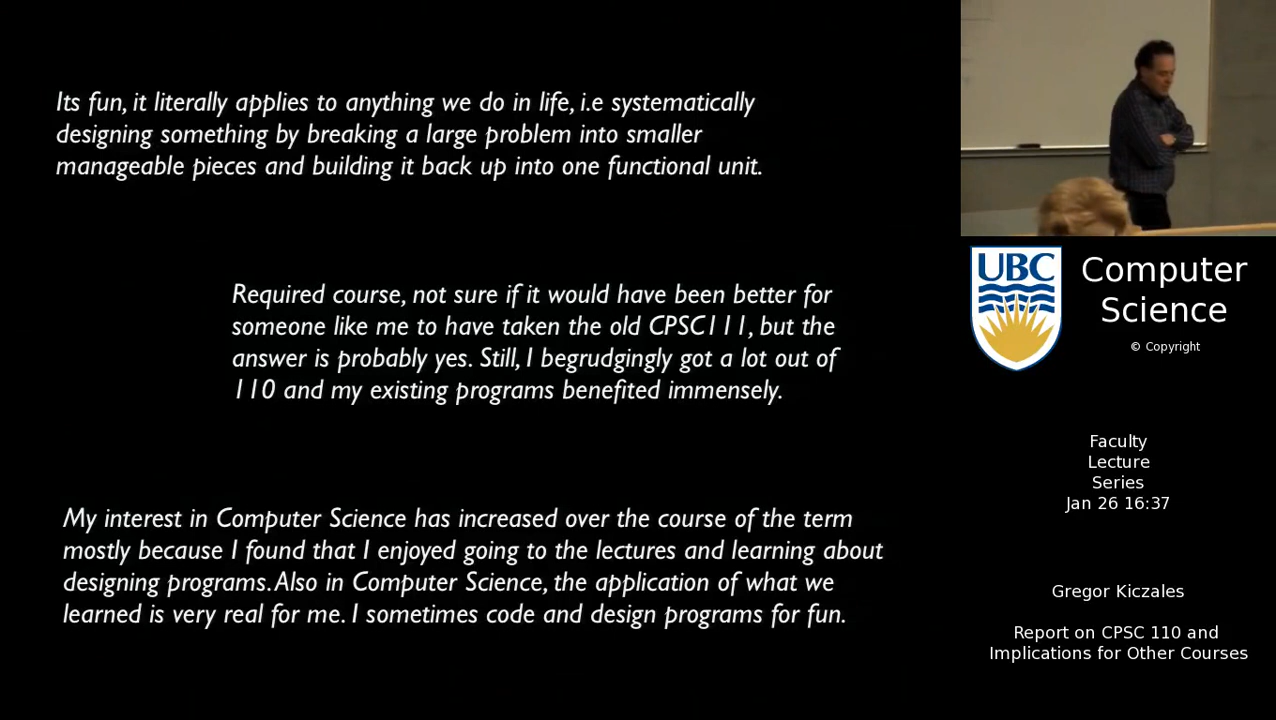 Its fun, it literally applies to anything we do in life, i.e systematically
designing something by breaking a large problem into smaller
manageable pieces and building it back up into one functional unit.
Required course, not sure if it would have been better for
someone like me to have taken the old CPSC111, but the
answer is probably yes. Still, I begrudgingly got a lot out of
110 and my existing programs benefited immensely.
My interest in Computer Science has increased over the course of the term
mostly because I found that I enjoyed going to the lectures and learning about
designing programs. Also in Computer Science, the application of what we
learned is very real for me. I sometimes code and design programs for fun.
UBC
Computer
Science
© Copyright
Faculty
Lecture
Series
Jan 26 16:37
Gregor Kiczales
Report on CPSC 110 and
Implications for Other Courses